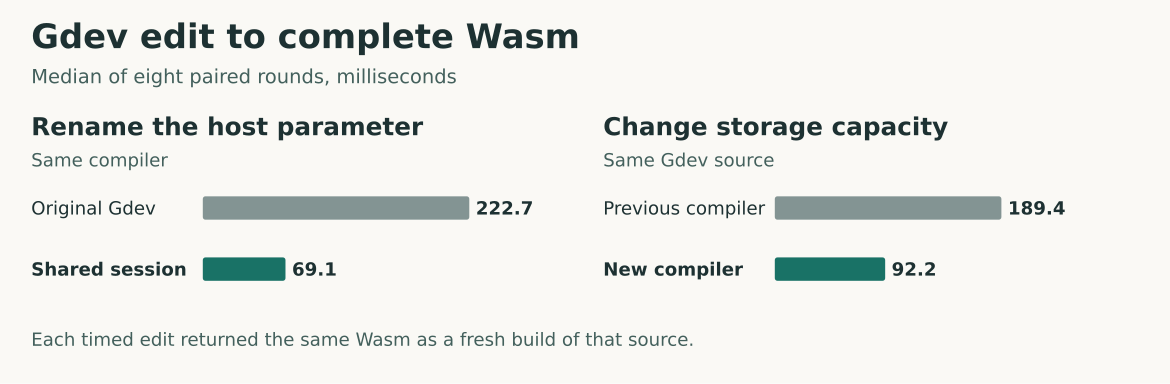 Gdev edit to complete Wasm
Median of eight paired rounds, milliseconds
Rename the host parameter
Same compiler
Original Gdev 222.7
Shared session 69.1
Change storage capacity
Same Gdev source
Previous compiler 189.4
New compiler 92.2
Each timed edit returned the same Wasm as a fresh build of that source.